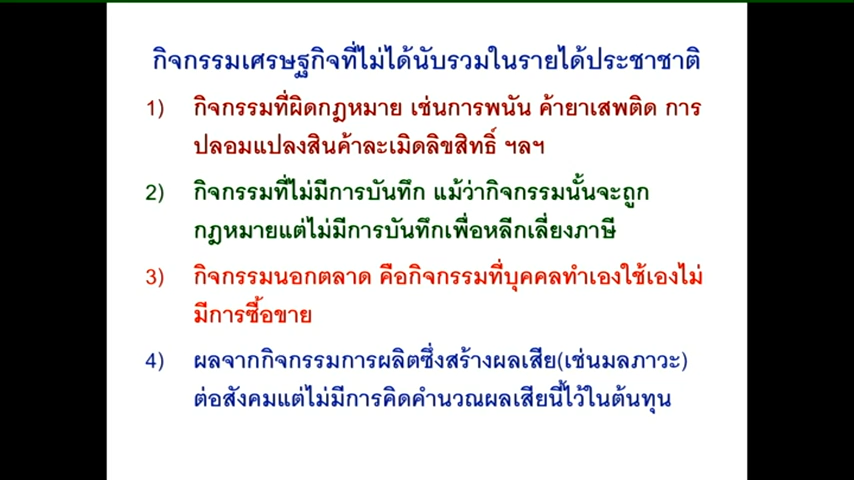 กิจกรรมเศรษฐกิจที่ไม่ได้นับรวมในรายได้ประชาชาติ
1) กิจกรรมที่ผิดกฎหมาย เช่นการพนัน ค้ายาเสพติด การ
ปลอมแปลงสินค้าละเมิดลิขสิทธิ์ ฯลฯ
2) กิจกรรมที่ไม่มีการบันทึก แม้ว่ากิจกรรมนั้นจะถูก
กฎหมายแต่ไม่มีการบันทึกเพื่อหลีกเลี่ยงภาษี
3) กิจกรรมนอกตลาด คือกิจกรรมที่บุคคลทำเองใช้เองไม่
มีการซื้อขาย
4) ผลจากกิจกรรมการผลิตซึ่งสร้างผลเสีย(เช่นมลภาวะ)
ต่อสังคมแต่ไม่มีการคิดคำนวณผลเสียนี้ไว้ในต้นทุน